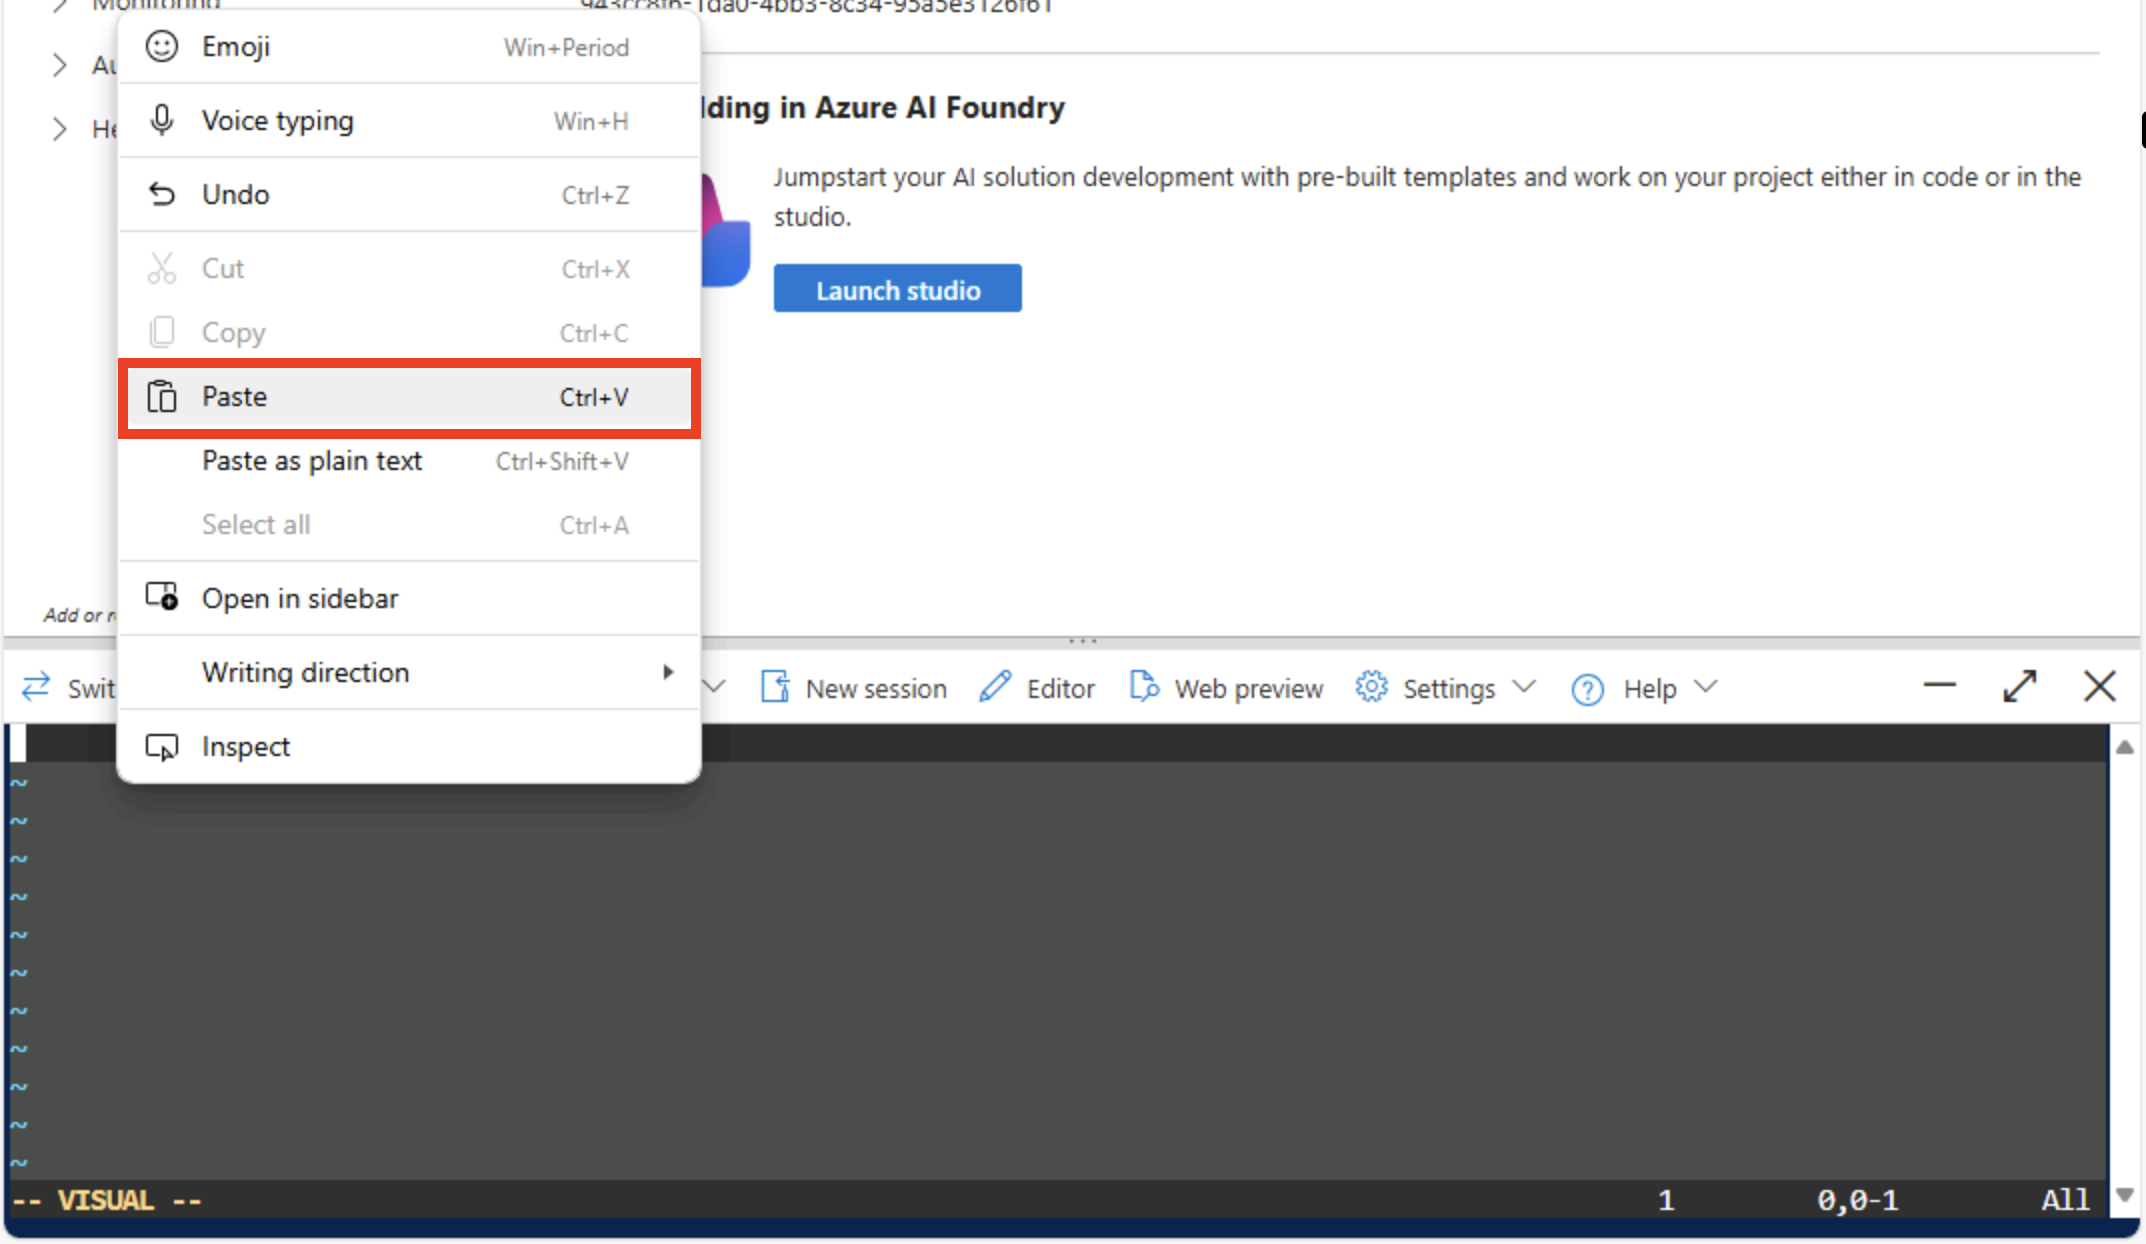 Monitoring
943cc8f6-1da0-4bb3-8c34-95a5e3126f61
Emoji Win+Period
Au
Voice typing Win+H
He
lding in Azure AI Foundry
Undo Ctrl+Z
Jumpstart your AI solution development with pre-built templates and work on your project either in code or in the
studio.
Cut Ctrl+X
Launch studio
Copy Ctrl+C
Paste Ctrl+V
Paste as plain text Ctrl+Shift+V
Select all Ctrl+A
Open in sidebar
Add or r
Writing direction
Swit
New session Editor Web preview Settings Help
Inspect
~
~
~
~
~
~
~
~
~
~
~
-- VISUAL -- 1 0,0-1 All